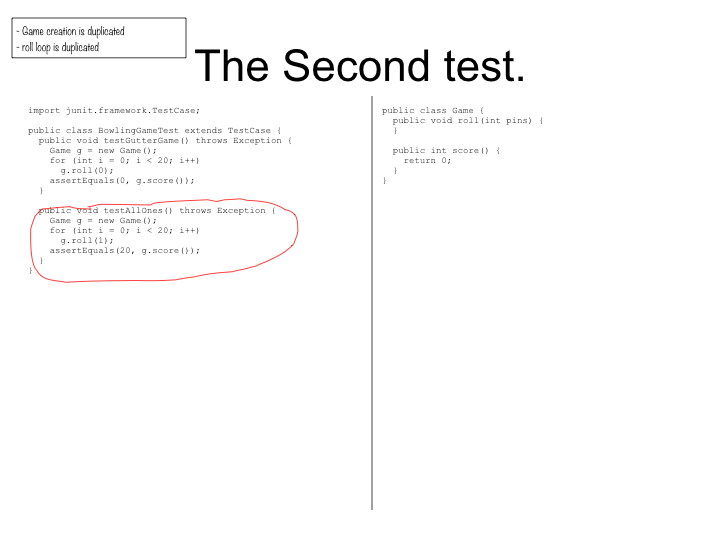 - Game creation is duplicated
- roll loop is duplicated
The Second test.
import junit.framework.TestCase;

public class BowlingGameTest extends TestCase {
  public void testGutterGame() throws Exception {
    Game g = new Game();
    for (int i = 0; i < 20; i++)
      g.roll(0);
    assertEquals(0, g.score());
  }

  public void testAllOnes() throws Exception {
    Game g = new Game();
    for (int i = 0; i < 20; i++)
      g.roll(1);
    assertEquals(20, g.score());
  }
}
public class Game {
  public void roll(int pins) {
  }

  public int score() {
    return 0;
  }
}